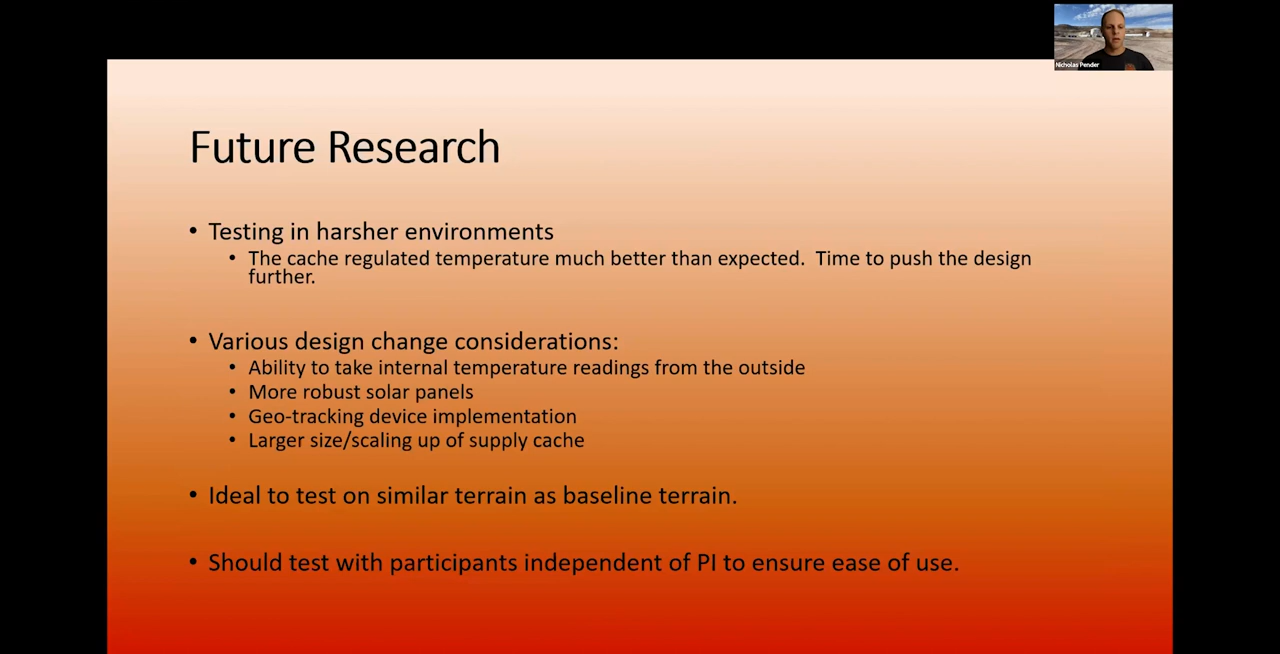 Nicholas Pender
Future Research
• Testing in harsher environments
• The cache regulated temperature much better than expected.  Time to push the design
further.
• Various design change considerations:
• Ability to take internal temperature readings from the outside
• More robust solar panels
• Geo-tracking device implementation
• Larger size/scaling up of supply cache
• Ideal to test on similar terrain as baseline terrain.
• Should test with participants independent of PI to ensure ease of use.